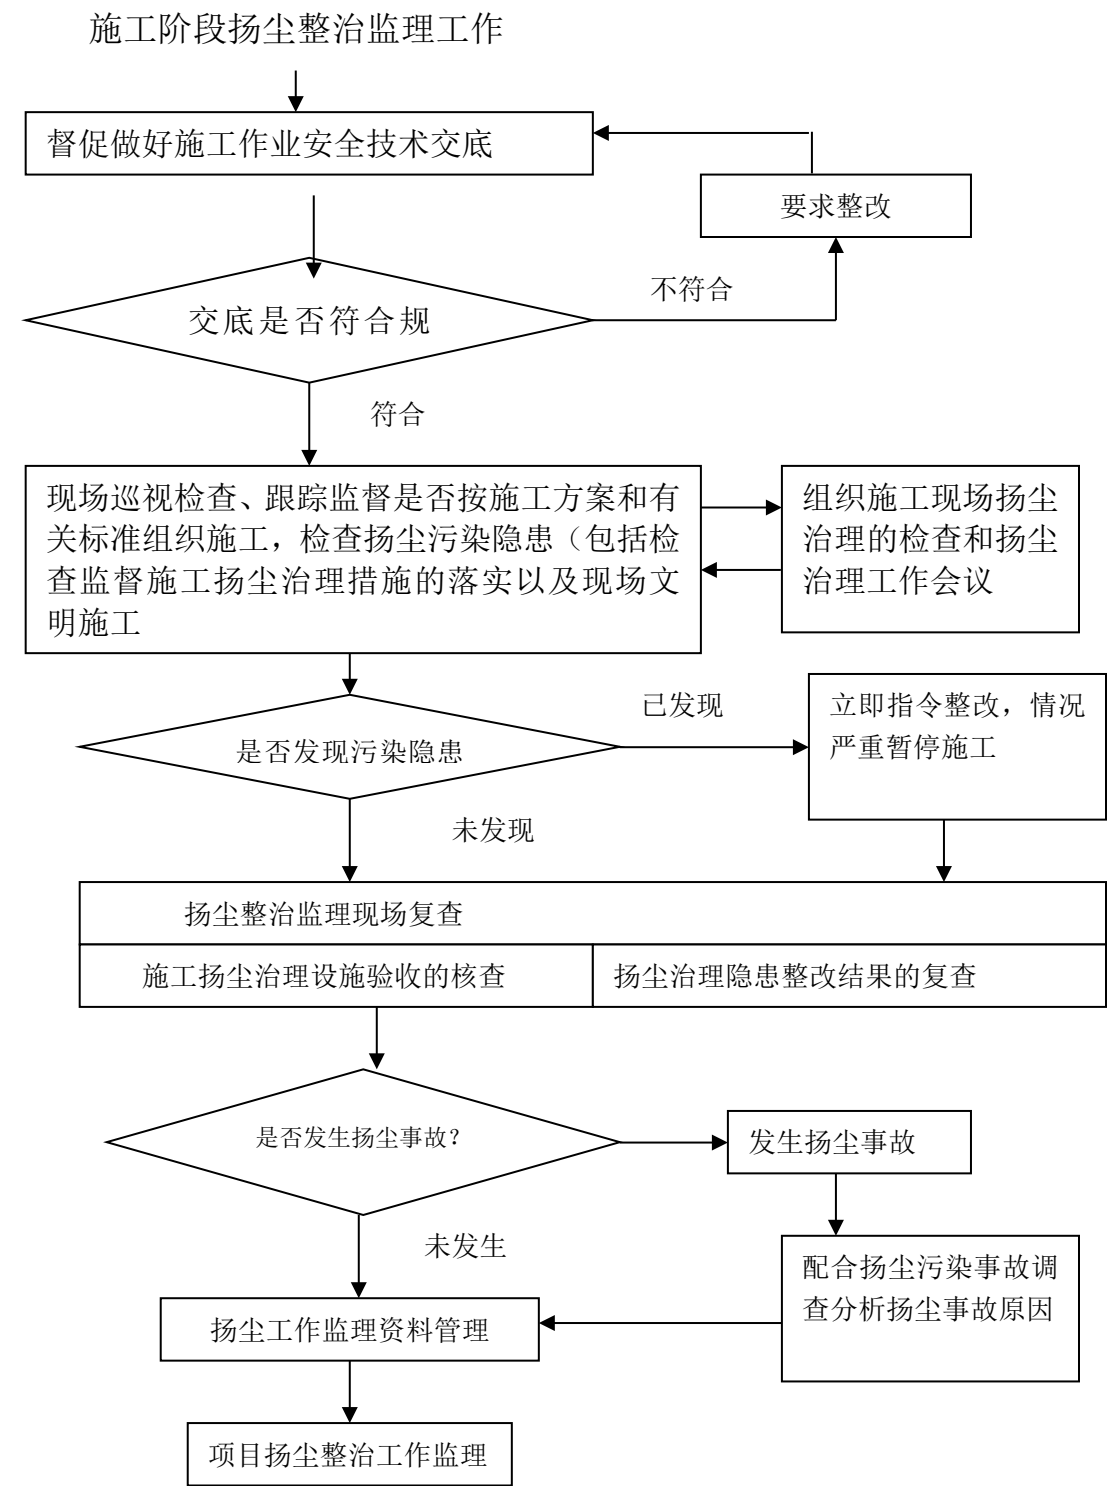 施工阶段扬尘整治监理工作
督促做好施工作业安全技术交底
要求整改
不符合
交底是否符合规
符合
现场巡视检查、跟踪监督是否按施工方案和有
关标准组织施工，检查扬尘污染隐患（包括检
查监督施工扬尘治理措施的落实以及现场文
明施工
组织施工现场扬尘
治理的检查和扬尘
治理工作会议
已发现
立即指令整改，情况
严重暂停施工
是否发现污染隐患
未发现
扬尘整治监理现场复查
施工扬尘治理设施验收的核查
扬尘治理隐患整改结果的复查
是否发生扬尘事故？
发生扬尘事故
未发生
配合扬尘污染事故调
查分析扬尘事故原因
扬尘工作监理资料管理
项目扬尘整治工作监理